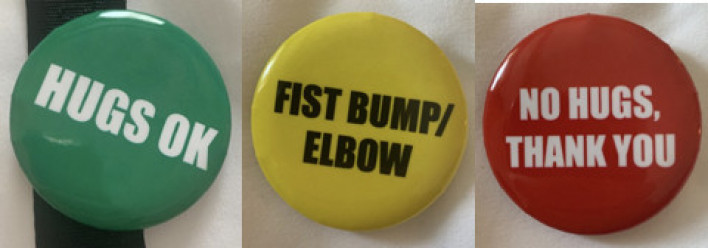 HUGS OK
FIST BUMP/
ELBOW
NO HUGS,
THANK YOU